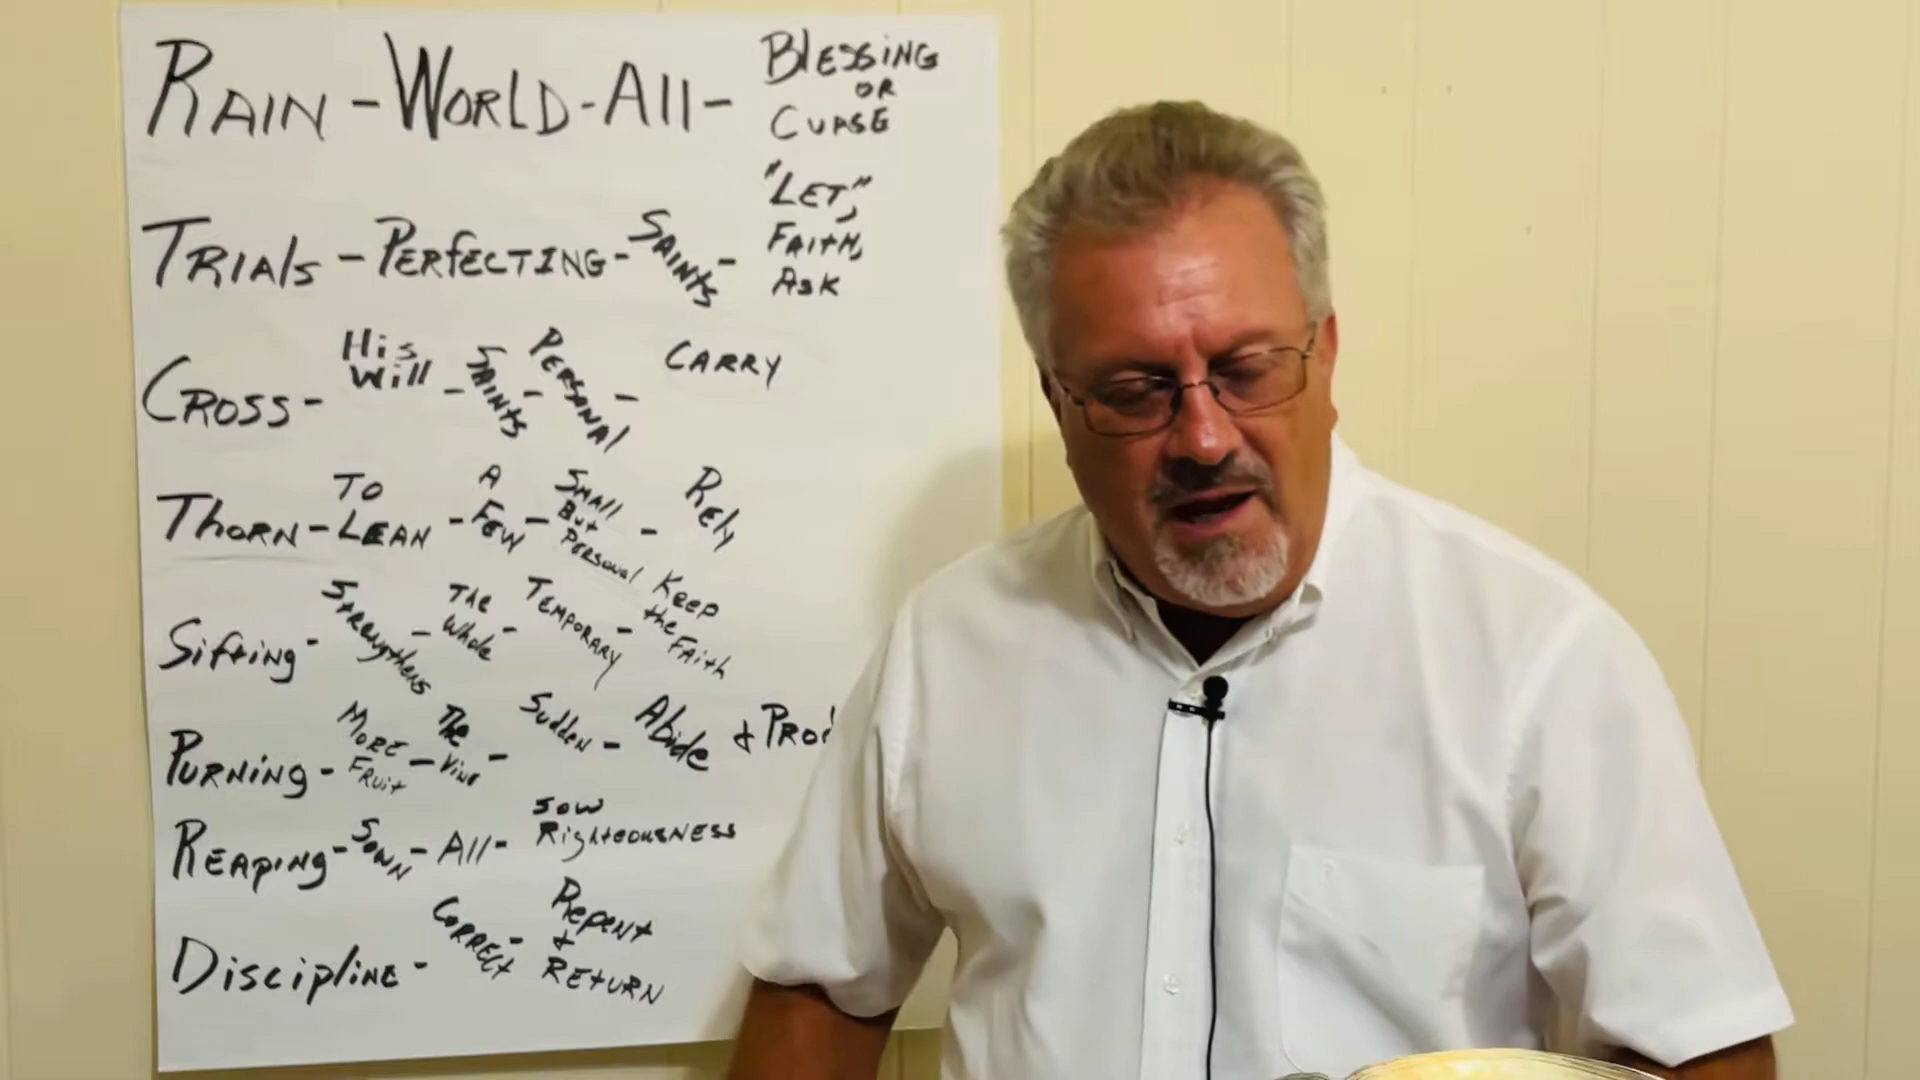 RAIN - WORLD - All - BlESSiNG OR CURSE
TRIAls - PERfECTING - SAINTS - "LET," FAItH, ASK
CROSS - His Will - SAINTS - PERSONAl - CARRY
THORN - TO LEAN - A FEW - SMAll But PERSONAl - Rely
Sifting - Strengthens - The Whole - TEMPORARY - KEEP the FAith
PURNiNg - MORE FRUit - The Vine - Sudden - Abide &
REApiNg - SOWN - All - SOW RightEOUSNESS
DisciplinE - CORRECt - REPENt & REtURN